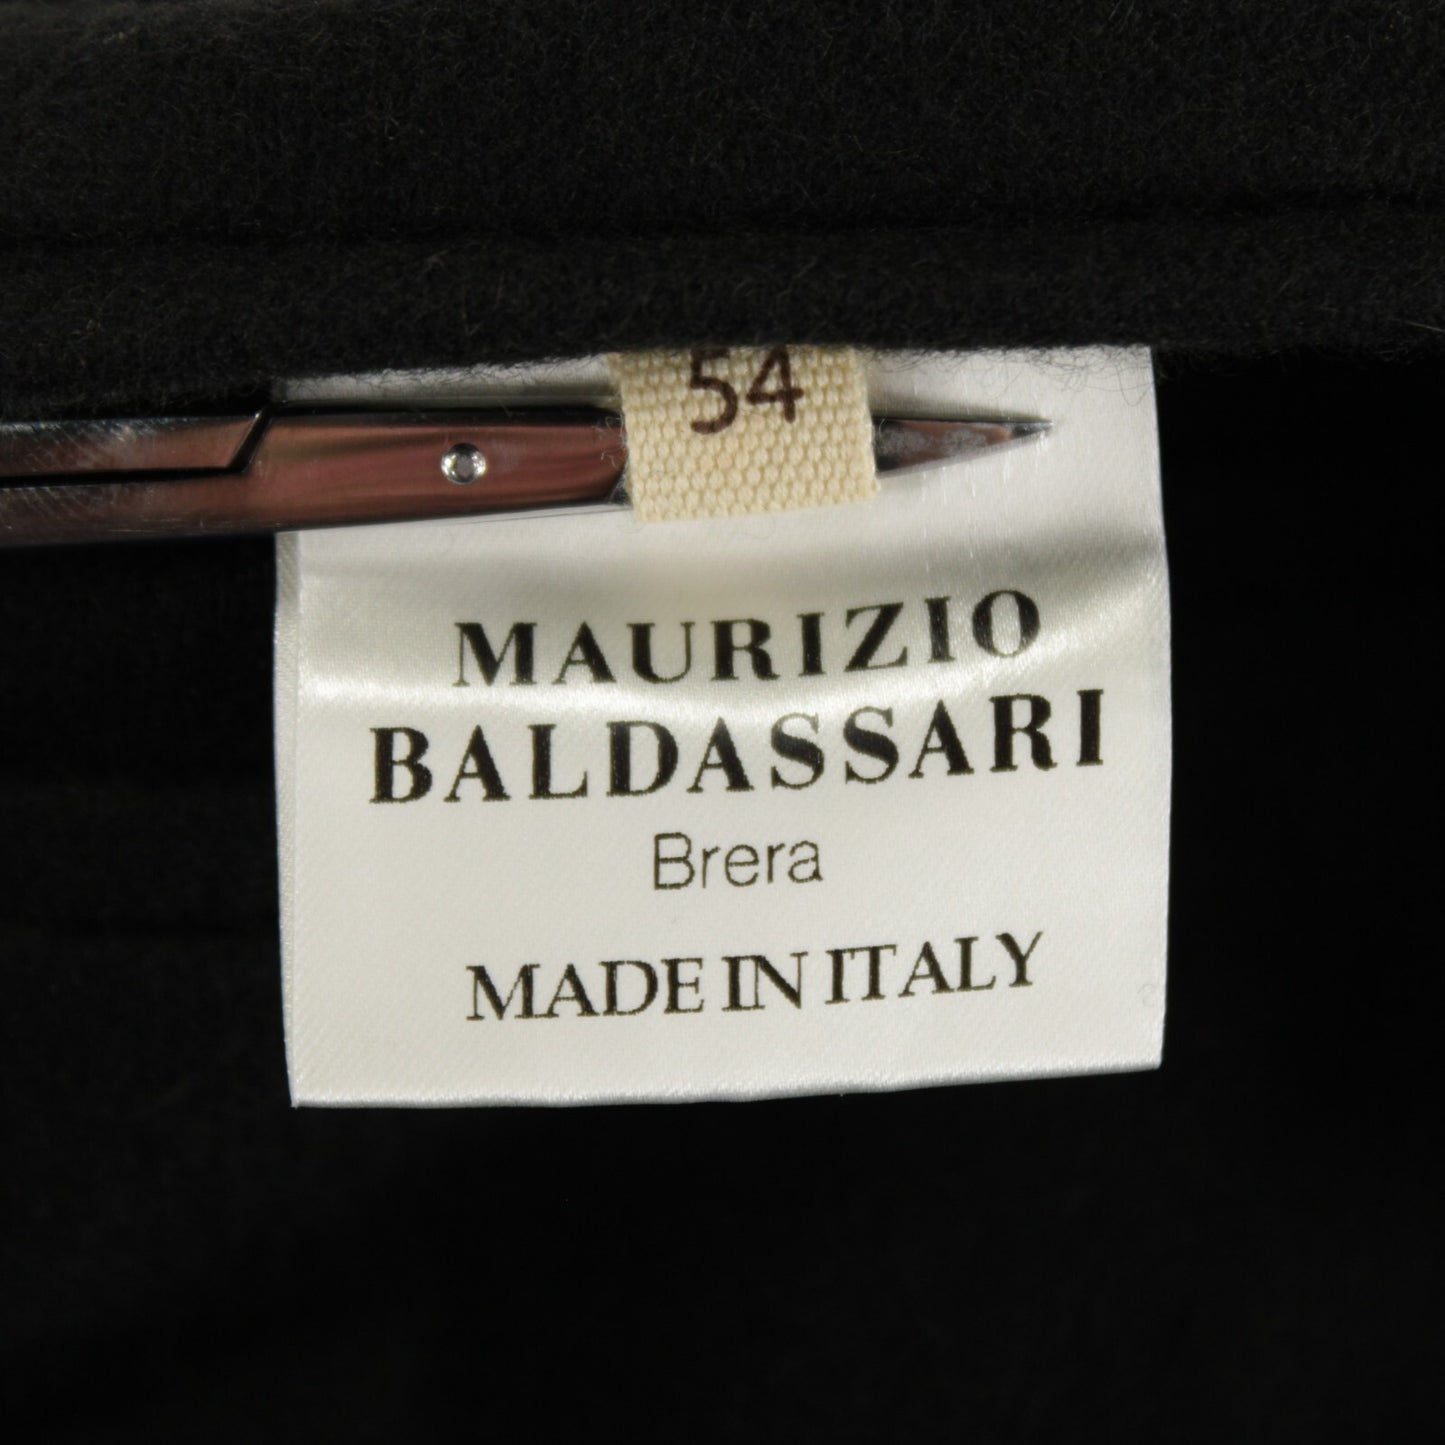 54
MAURIZIO
BALDASSARI
Brera
MADE IN ITALY